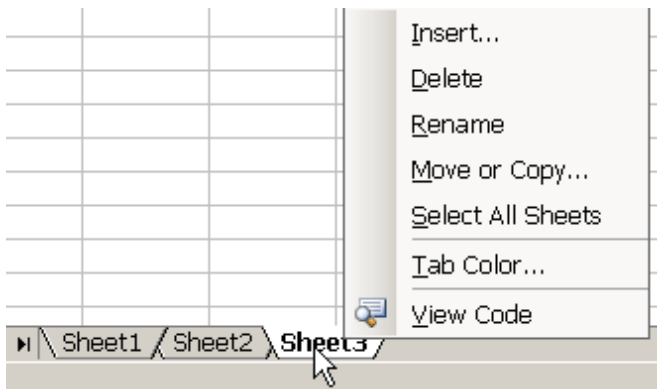 Insert...
Delete
Rename
Move or Copy...
Select All Sheets
Tab Color...
View Code
Sheet1 Sheet2 Sheet3